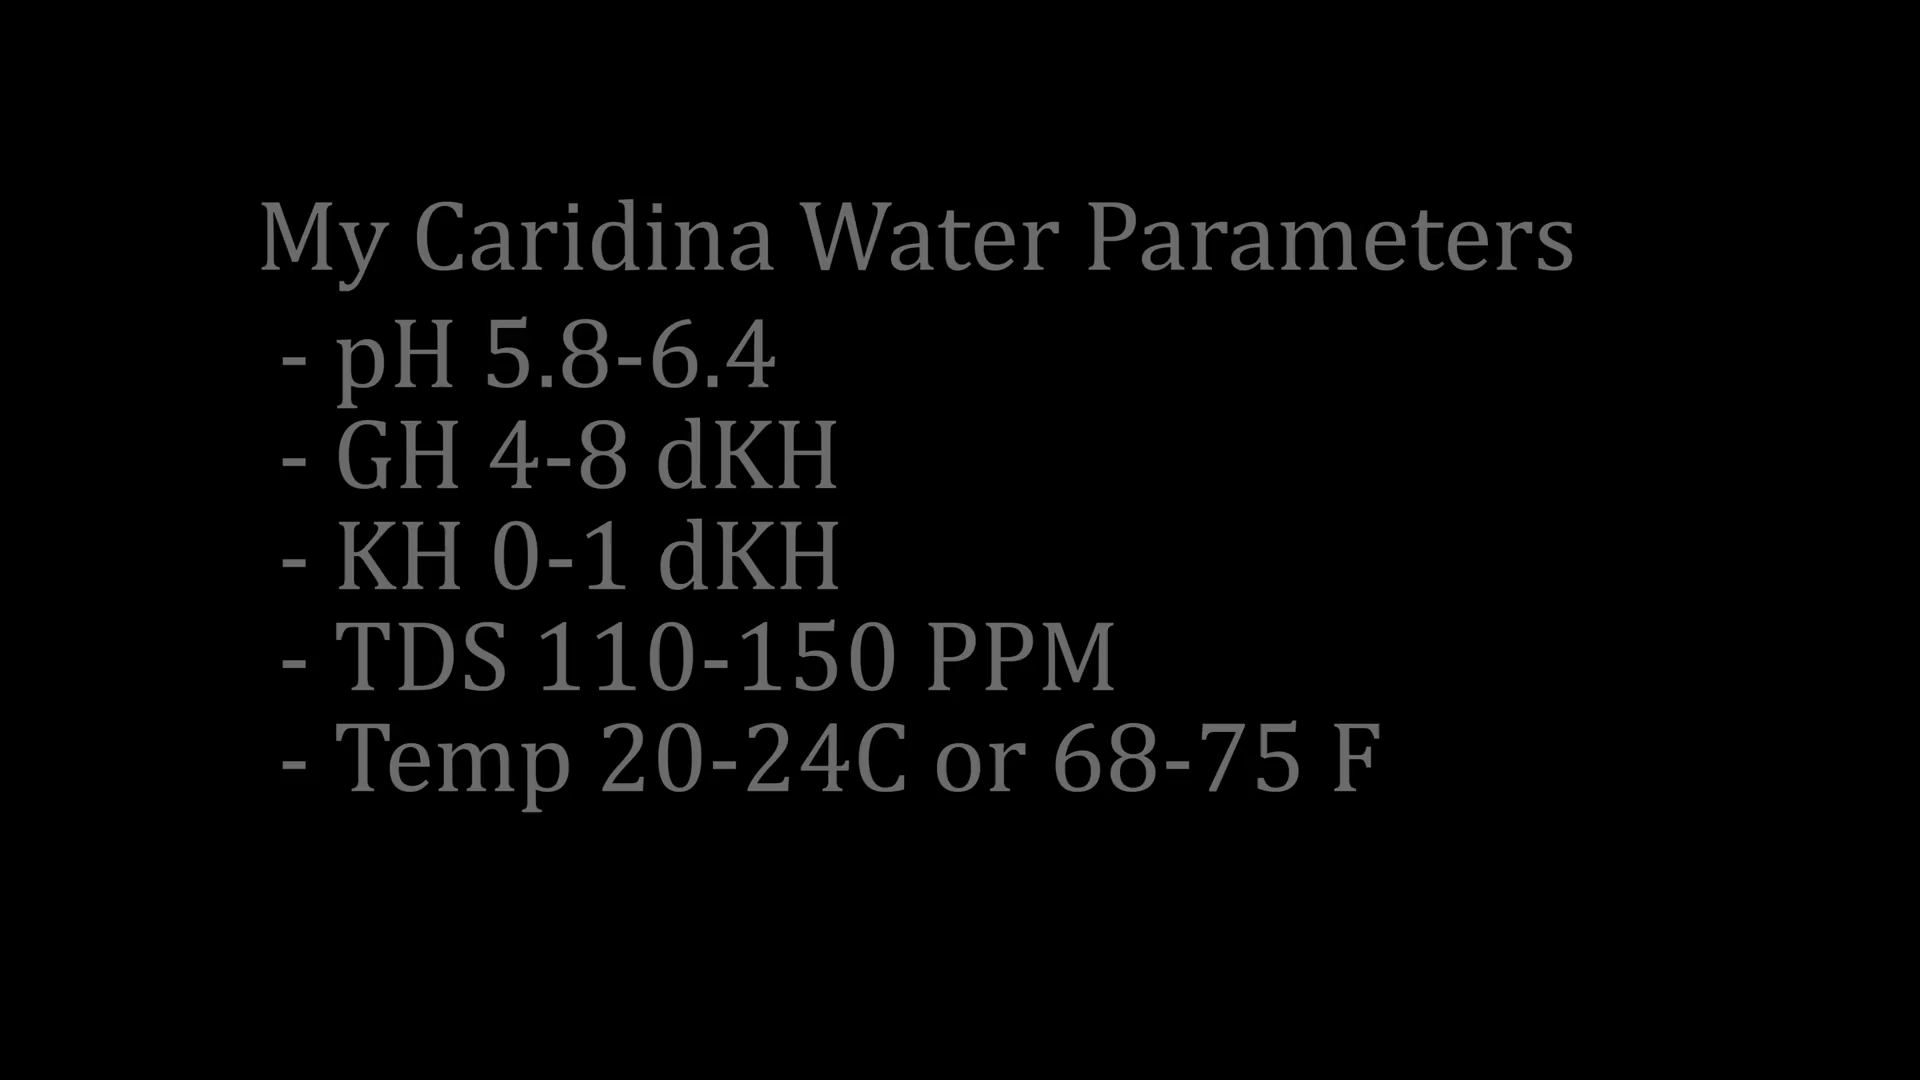 My Caridina Water Parameters
- pH 5.8-6.4
- GH 4-8 dKH
- KH 0-1 dKH
- TDS 110-150 PPM
- Temp 20-24C or 68-75 F